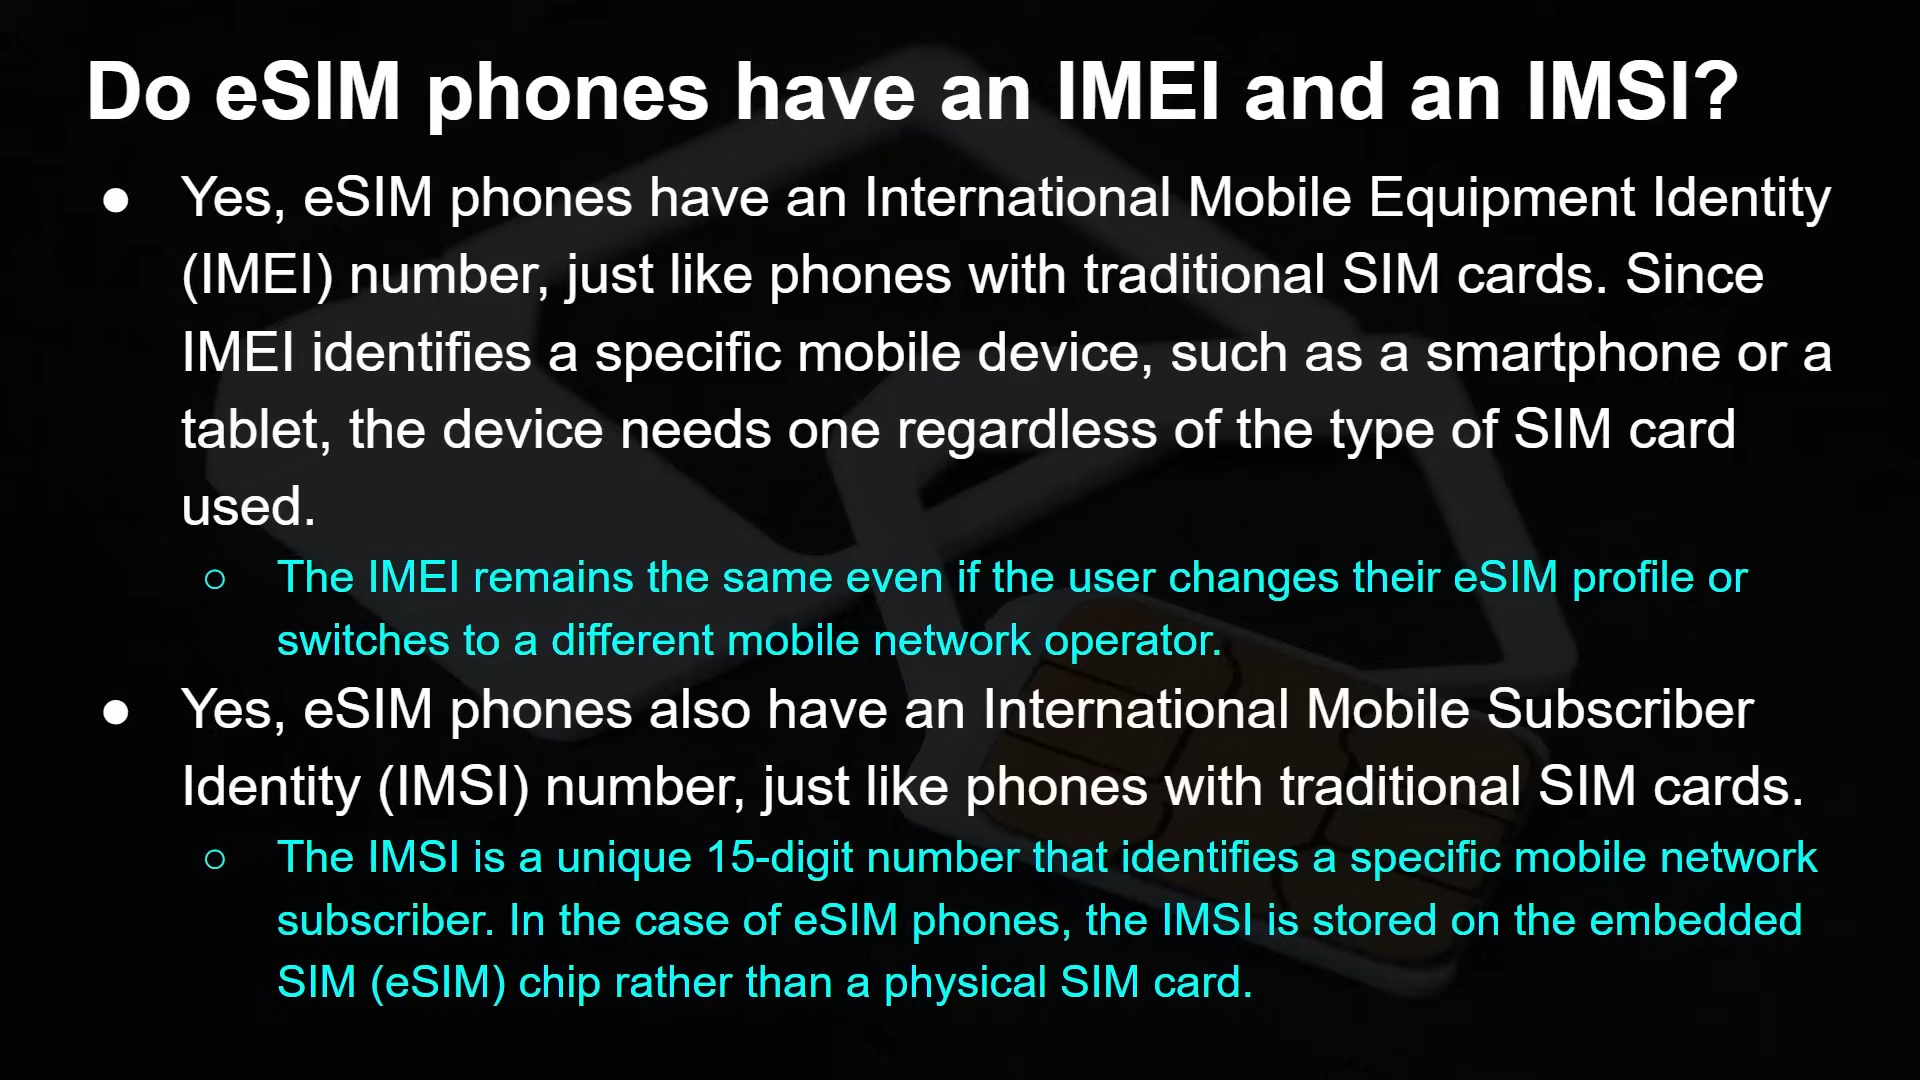 Do eSIM phones have an IMEI and an IMSI?
● Yes, eSIM phones have an International Mobile Equipment Identity
(IMEI) number, just like phones with traditional SIM cards. Since
IMEI identifies a specific mobile device, such as a smartphone or a
tablet, the device needs one regardless of the type of SIM card
used.
○ The IMEI remains the same even if the user changes their eSIM profile or
switches to a different mobile network operator.
● Yes, eSIM phones also have an International Mobile Subscriber
Identity (IMSI) number, just like phones with traditional SIM cards.
○ The IMSI is a unique 15-digit number that identifies a specific mobile network
subscriber. In the case of eSIM phones, the IMSI is stored on the embedded
SIM (eSIM) chip rather than a physical SIM card.